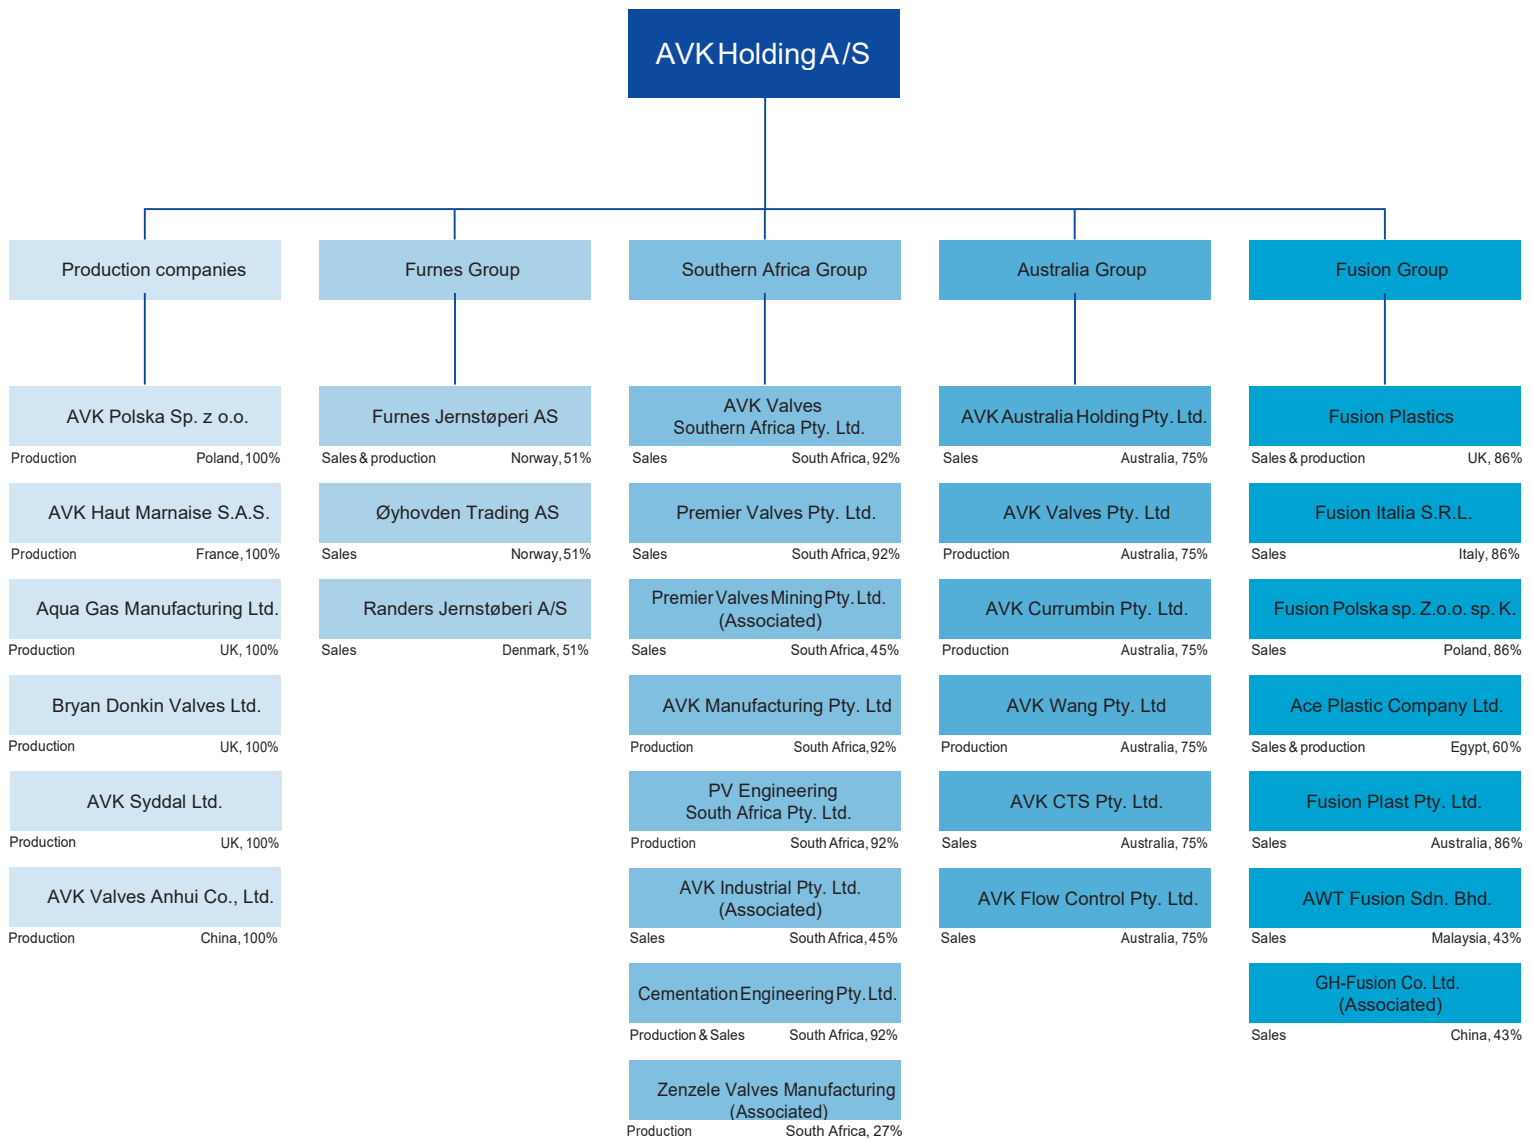 AVK Holding A/S
Production companies
Furnes Group
Southern Africa Group
Australia Group
Fusion Group
AVK Polska Sp. z o.o.
Production Poland, 100%
AVK Haut Marnaise S.A.S.
Production France, 100%
Aqua Gas Manufacturing Ltd.
Production UK, 100%
Bryan Donkin Valves Ltd.
Production UK, 100%
AVK Syddal Ltd.
Production UK, 100%
AVK Valves Anhui Co., Ltd.
Production China, 100%
Furnes Jernstøperi AS
Sales & production Norway, 51%
Øyhovden Trading AS
Sales Norway, 51%
Randers Jernstøberi A/S
Sales Denmark, 51%
AVK Valves
Southern Africa Pty. Ltd.
Sales South Africa, 92%
Premier Valves Pty. Ltd.
Sales South Africa, 92%
Premier Valves Mining Pty. Ltd.
(Associated)
Sales South Africa, 45%
AVK Manufacturing Pty. Ltd
Production South Africa, 92%
PV Engineering
South Africa Pty. Ltd.
Production South Africa, 92%
AVK Industrial Pty. Ltd.
(Associated)
Sales South Africa, 45%
Cementation Engineering Pty. Ltd.
Production & Sales South Africa, 92%
Zenzele Valves Manufacturing
(Associated)
Production South Africa, 27%
AVK Australia Holding Pty. Ltd.
Sales Australia, 75%
AVK Valves Pty. Ltd
Production Australia, 75%
AVK Currumbin Pty. Ltd.
Production Australia, 75%
AVK Wang Pty. Ltd
Production Australia, 75%
AVK CTS Pty. Ltd.
Sales Australia, 75%
AVK Flow Control Pty. Ltd.
Sales Australia, 75%
Fusion Plastics
Sales & production UK, 86%
Fusion Italia S.R.L.
Sales Italy, 86%
Fusion Polska sp. Z.o.o. sp. K.
Sales Poland, 86%
Ace Plastic Company Ltd.
Sales & production Egypt, 60%
Fusion Plast Pty. Ltd.
Sales Australia, 86%
AWT Fusion Sdn. Bhd.
Sales Malaysia, 43%
GH-Fusion Co. Ltd.
(Associated)
Sales China, 43%